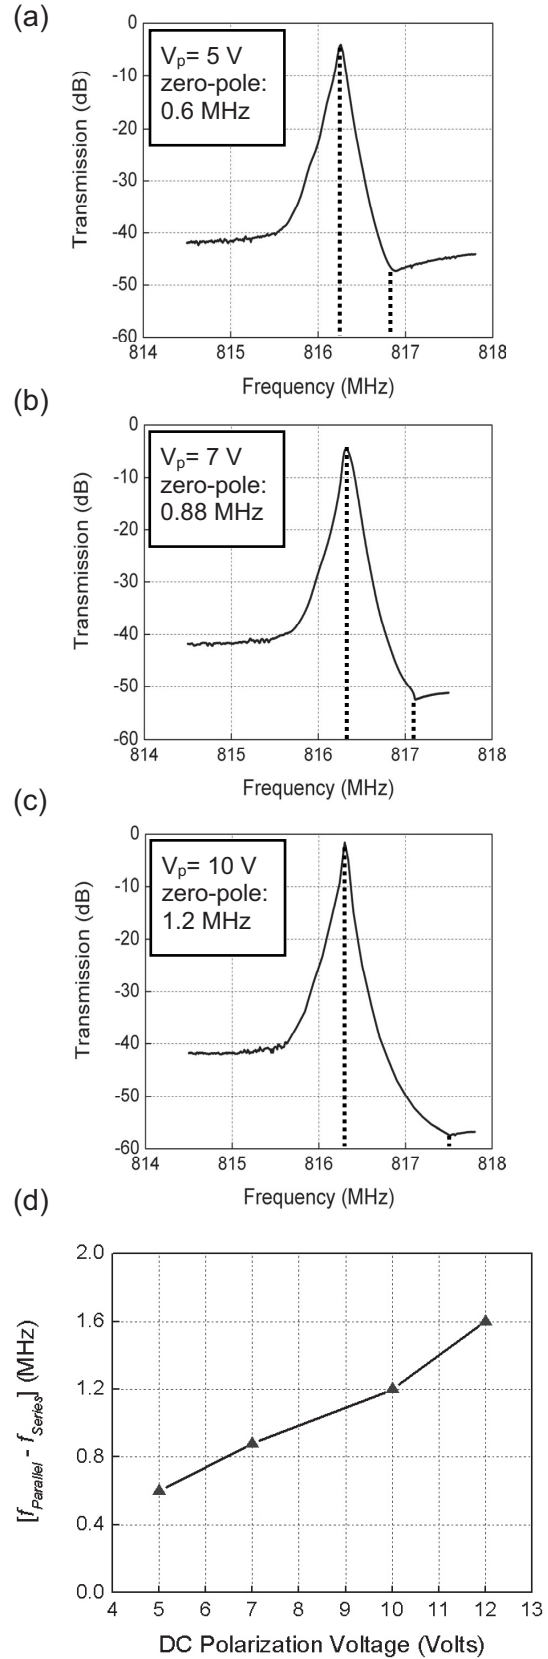 (a)
0
-10
-20
-30
-40
-50
-60
Transmission (dB)
Vp= 5 V
zero-pole:
0.6 MHz
814 815 816 817 818
Frequency (MHz)
(b)
0
-10
-20
-30
-40
-50
-60
Transmission (dB)
Vp= 7 V
zero-pole:
0.88 MHz
814 815 816 817 818
Frequency (MHz)
(c)
0
-10
-20
-30
-40
-50
-60
Transmission (dB)
Vp= 10 V
zero-pole:
1.2 MHz
814 815 816 817 818
Frequency (MHz)
(d)
2.0
1.6
1.2
0.8
0.4
0.0
[fParallel - fSeries] (MHz)
4 5 6 7 8 9 10 11 12 13
DC Polarization Voltage (Volts)